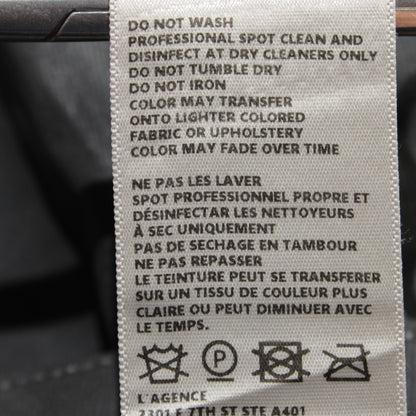 DO NOT WASH
PROFESSIONAL SPOT CLEAN AND
DISINFECT AT DRY CLEANERS ONLY
DO NOT TUMBLE DRY
DO NOT IRON
COLOR MAY TRANSFER
ONTO LIGHTER COLORED
FABRIC OR UPHOLSTERY
COLOR MAY FADE OVER TIME
NE PAS LES LAVER
SPOT PROFESSIONNEL PROPRE ET
DÉSINFECTAR LES NETTOYEURS
À SEC UNIQUEMENT
PAS DE SECHAGE EN TAMBOUR
NE PAS REPASSER
LE TEINTURE PEUT SE TRANSFERER
SUR UN TISSU DE COULEUR PLUS
CLAIRE OU PEUT DIMINUER AVEC
LE TEMPS.
P
L'AGENCE
2301 E 7TH ST STE A401